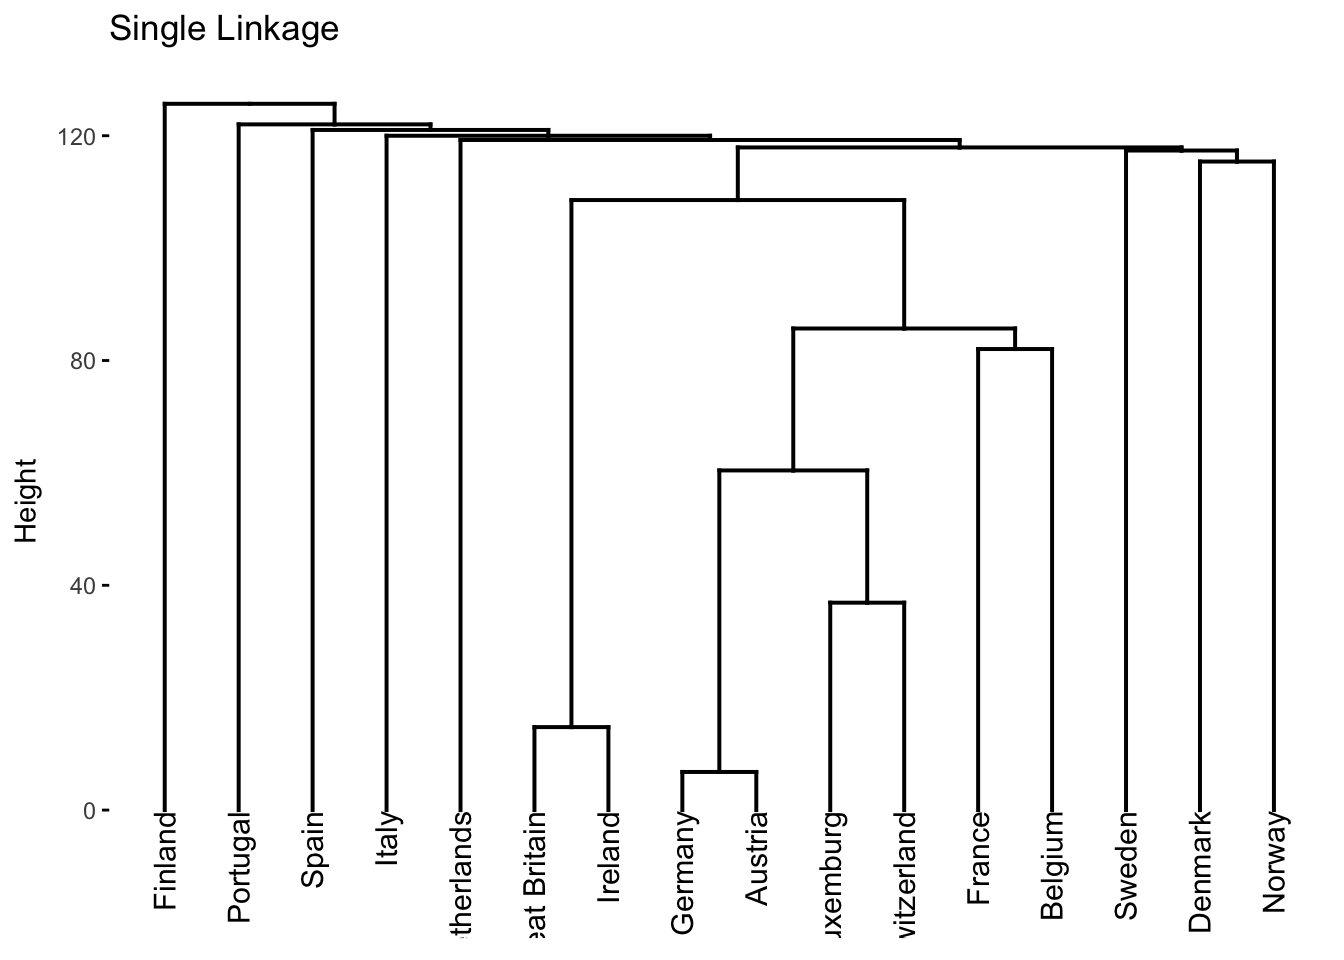 Single Linkage
Height
120
80
40
0
Finland
Portugal
Spain
Italy
therlands
eat Britain
Ireland
Germany
Austria
uxemburg
witzerland
France
Belgium
Sweden
Denmark
Norway